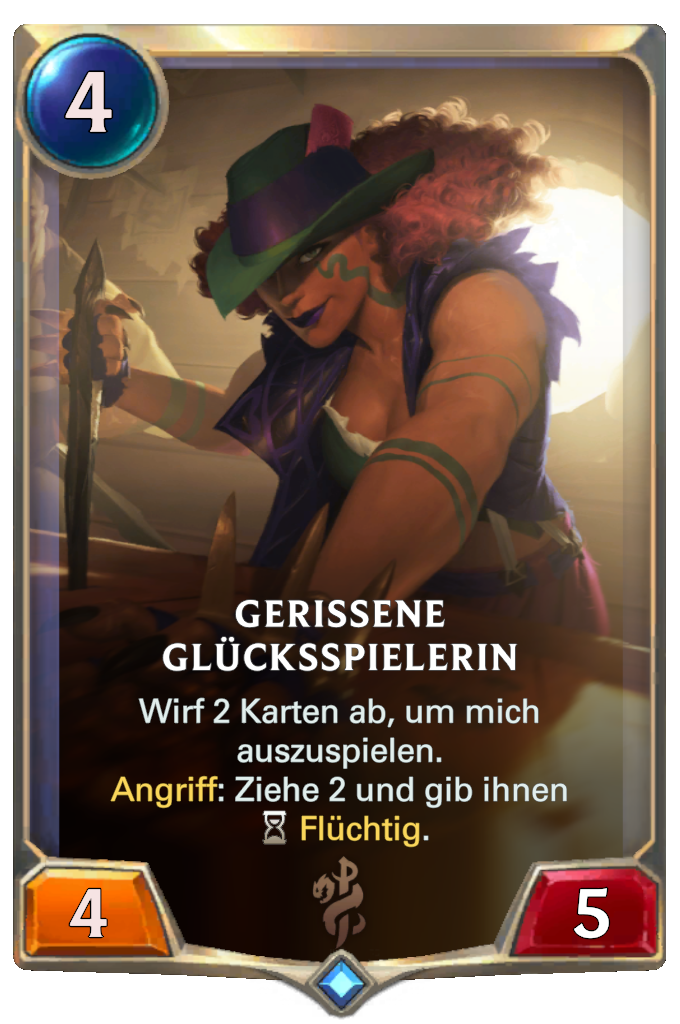 4
GERISSENE
GLÜCKSSPIELERIN
Wirf 2 Karten ab, um mich
auszuspielen.
Angriff: Ziehe 2 und gib ihnen
Flüchtig.
4
5